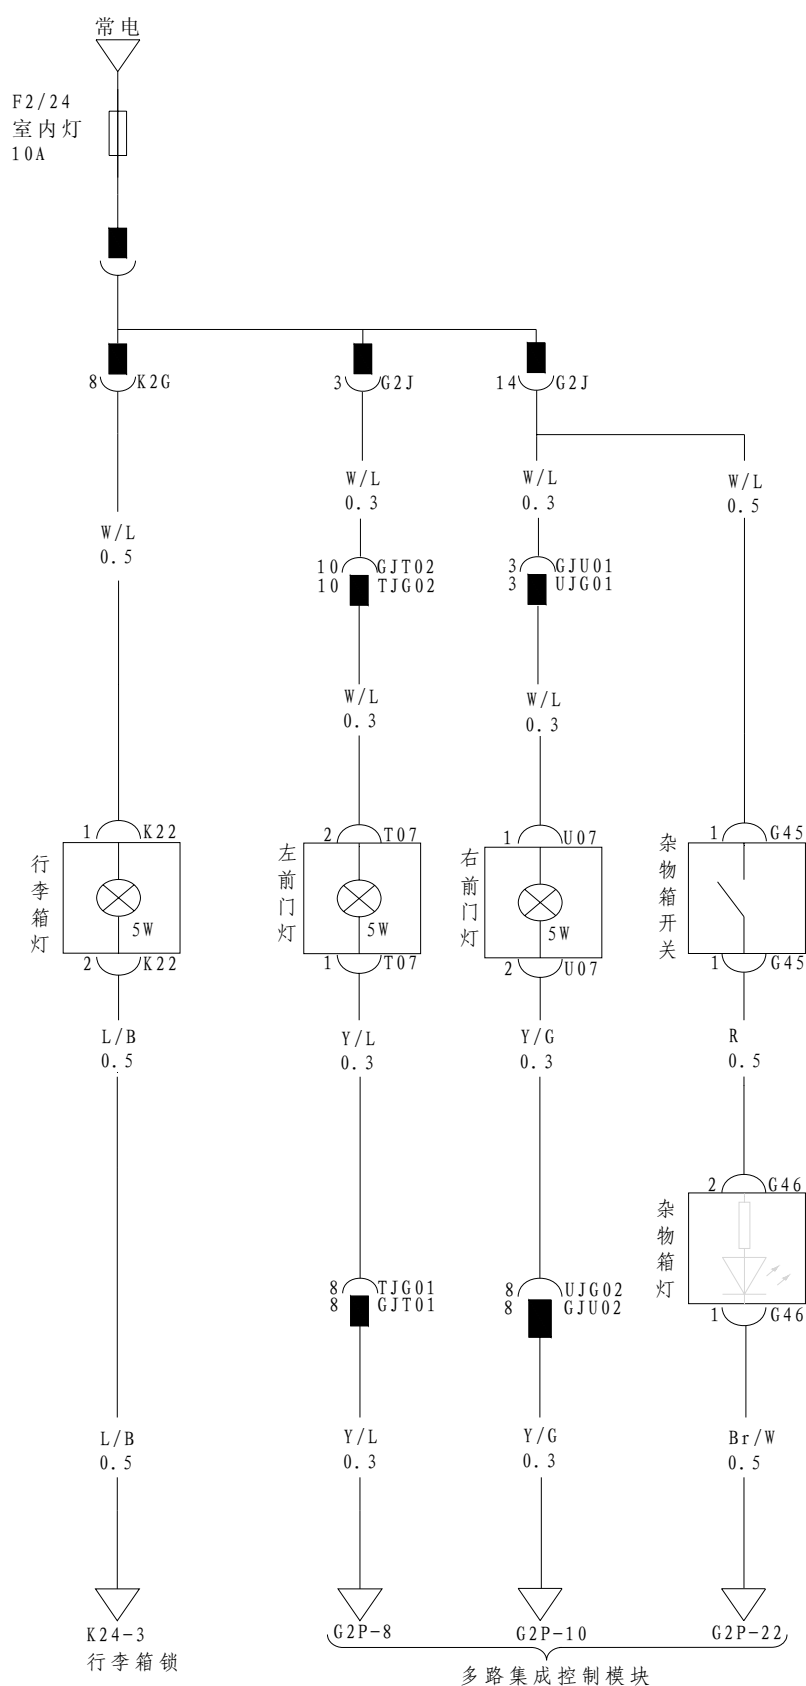 常电
F2/24
室内灯
10A
8 K2G
3 G2J
14 G2J
W/L
0.5
W/L
0.3
W/L
0.3
W/L
0.5
10 GJT02
10 TJG02
3 GJU01
3 UJG01
W/L
0.3
W/L
0.3
1 K22
行李箱灯
5W
2 K22
2 T07
左前门灯
5W
1 T07
1 U07
右前门灯
5W
2 U07
1 G45
杂物箱开关
1 G45
L/B
0.5
Y/L
0.3
Y/G
0.3
R
0.5
2 G46
杂物箱灯
1 G46
8 TJG01
8 GJT01
8 UJG02
8 GJU02
L/B
0.5
Y/L
0.3
Y/G
0.3
Br/W
0.5
K24-3
行李箱锁
G2P-8
G2P-10
G2P-22
多路集成控制模块